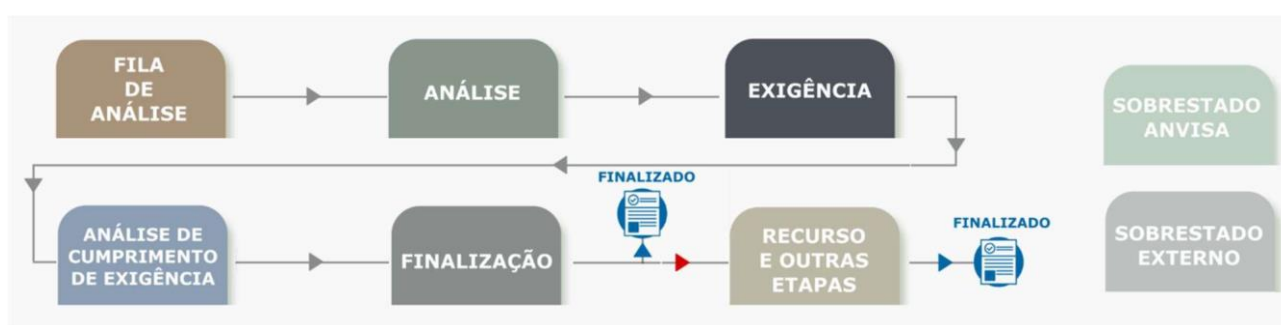 FILA
DE
ANÁLISE
ANÁLISE
EXIGÊNCIA
SOBRESTADO
ANVISA
ANÁLISE DE
CUMPRIMENTO
DE EXIGÊNCIA
FINALIZAÇÃO
FINALIZADO
RECURSO
E OUTRAS
ETAPAS
FINALIZADO
SOBRESTADO
EXTERNO